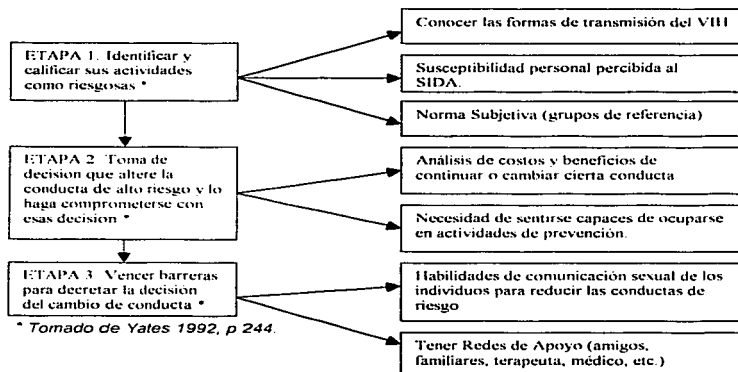 ETAPA 1. Identificar y
calificar sus actividades
como riesgosas *
Conocer las formas de transmisión del VIH
Susceptibilidad personal percibida al
SIDA.
Norma Subjetiva (grupos de referencia)
ETAPA 2 Toma de
decision que altere la
conducta de alto riesgo y lo
haga comprometerse con
esas decision *
Análisis de costos y beneficios de
continuar o cambiar cierta conducta
Necesidad de sentirse capaces de ocuparse
en actividades de prevención.
ETAPA 3 Vencer barreras
para decretar la decisión
del cambio de conducta *
Habilidades de comunicación sexual de los
individuos para reducir las conductas de
riesgo
Tener Redes de Apoyo (amigos,
familiares, terapeuta, médico, etc.)
* Tomado de Yates 1992, p 244.